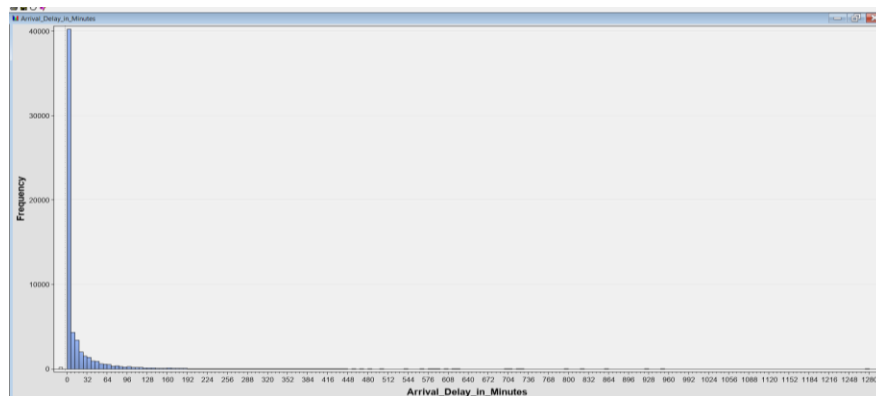 Arrival_Delay_in_Minutes
40000
30000
20000
10000
0
Frequency
0 32 64 90 128 160 192 224 256 288 320 352 384 416 448 480 512 544 576 608 640 672 704 736 768 800 832 864 890 928 960 992 1024 1056 1088 1120 1152 1184 1216 1248 1280
Arrival_Delay_in_Minutes